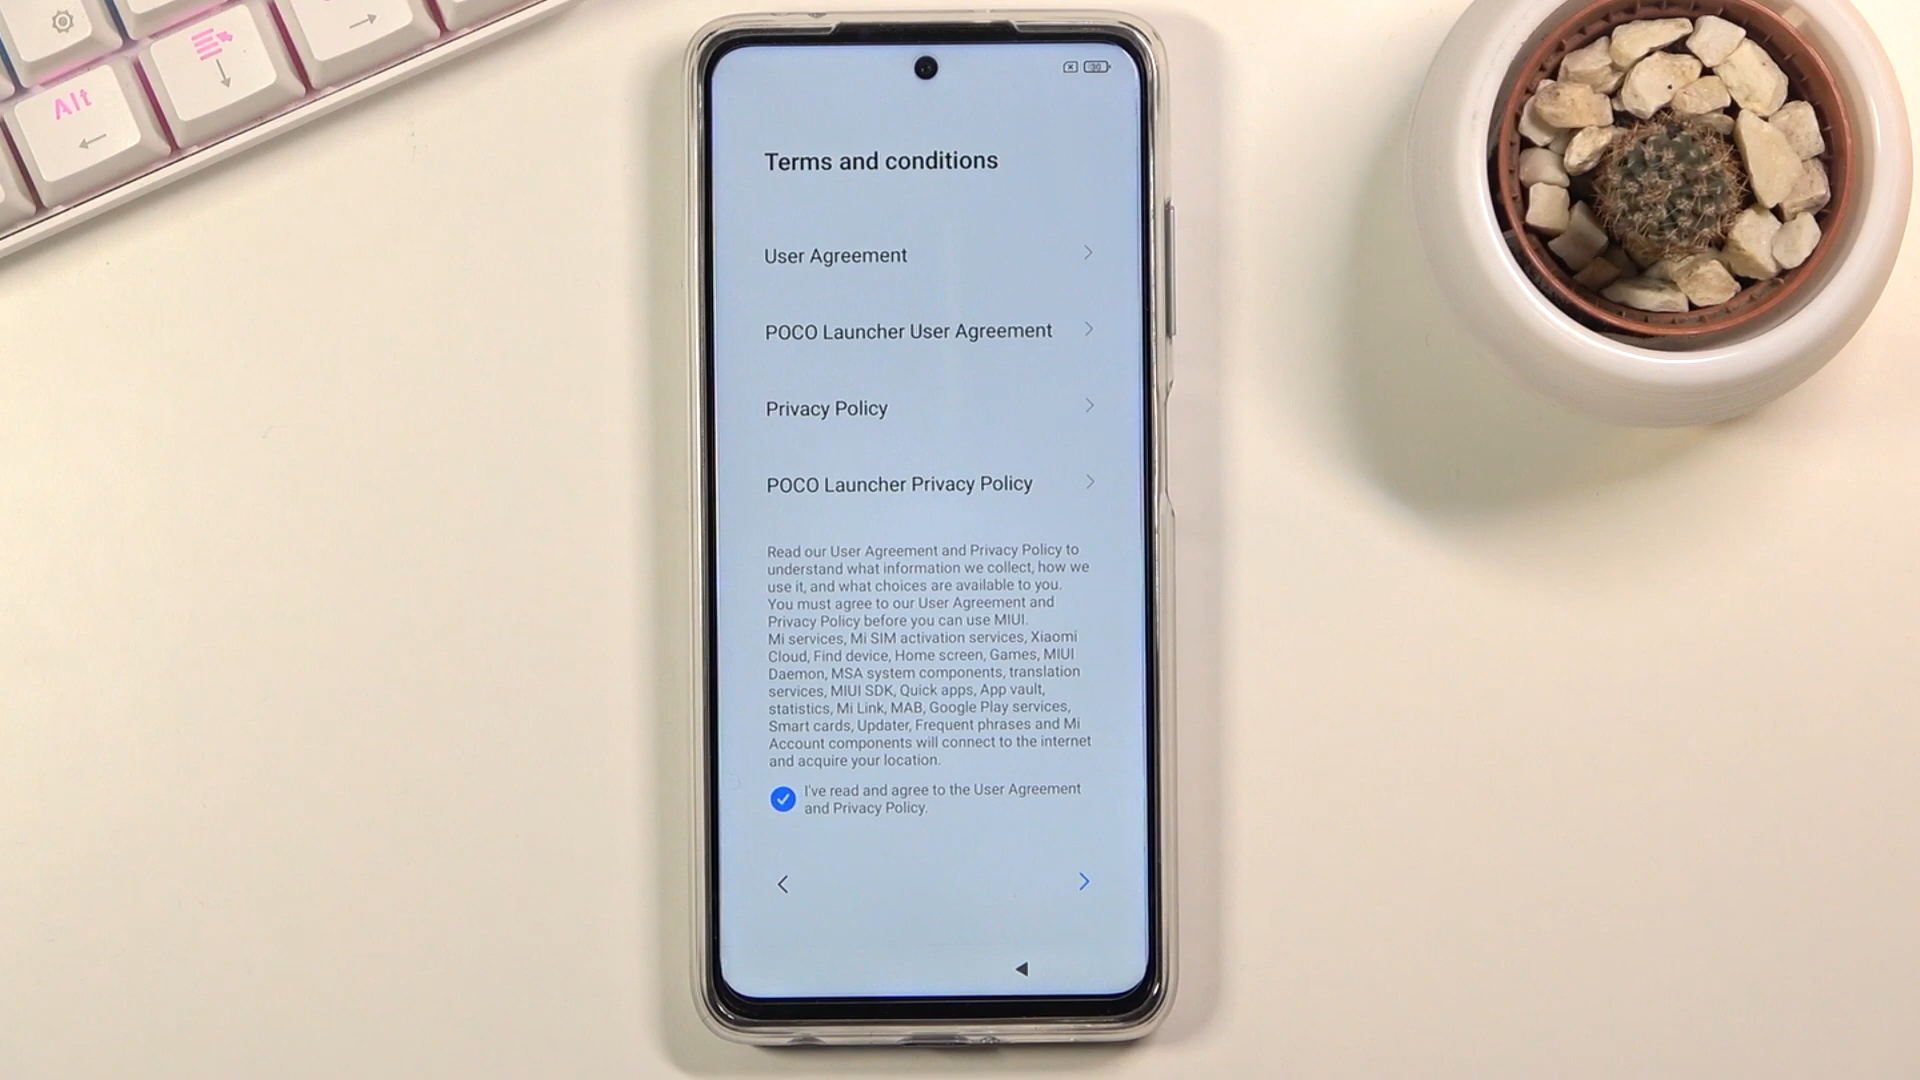 Alt
30
Terms and conditions
User Agreement
POCO Launcher User Agreement
Privacy Policy
POCO Launcher Privacy Policy
Read our User Agreement and Privacy Policy to
understand what information we collect, how we
use it, and what choices are available to you.
You must agree to our User Agreement and
Privacy Policy before you can use MIUI.
Mi services, Mi SIM activation services, Xiaomi
Cloud, Find device, Home screen, Games, MIUI
Daemon, MSA system components, translation
services, MIUI SDK, Quick apps, App vault,
statistics, Mi Link, MAB, Google Play services,
Smart cards, Updater, Frequent phrases and Mi
Account components will connect to the internet
and acquire your location.
I've read and agree to the User Agreement
and Privacy Policy.